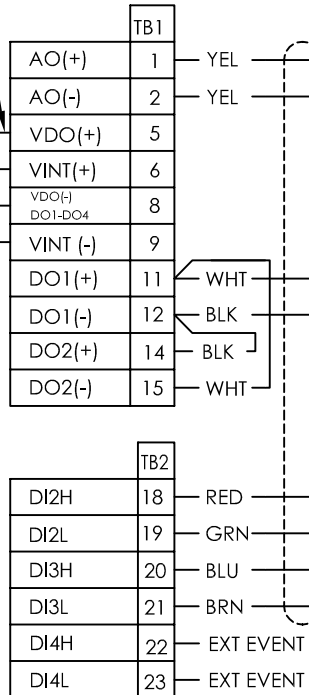 TB1
AO(+) 1 YEL
AO(-) 2 YEL
VDO(+) 5
VINT(+) 6
VDO(-)
DO1-DO4 8
VINT (-) 9
DO1(+) 11 WHT
DO1(-) 12 BLK
DO2(+) 14 BLK
DO2(-) 15 WHT
TB2
DI2H 18 RED
DI2L 19 GRN
DI3H 20 BLU
DI3L 21 BRN
DI4H 22 EXT EVENT
DI4L 23 EXT EVENT